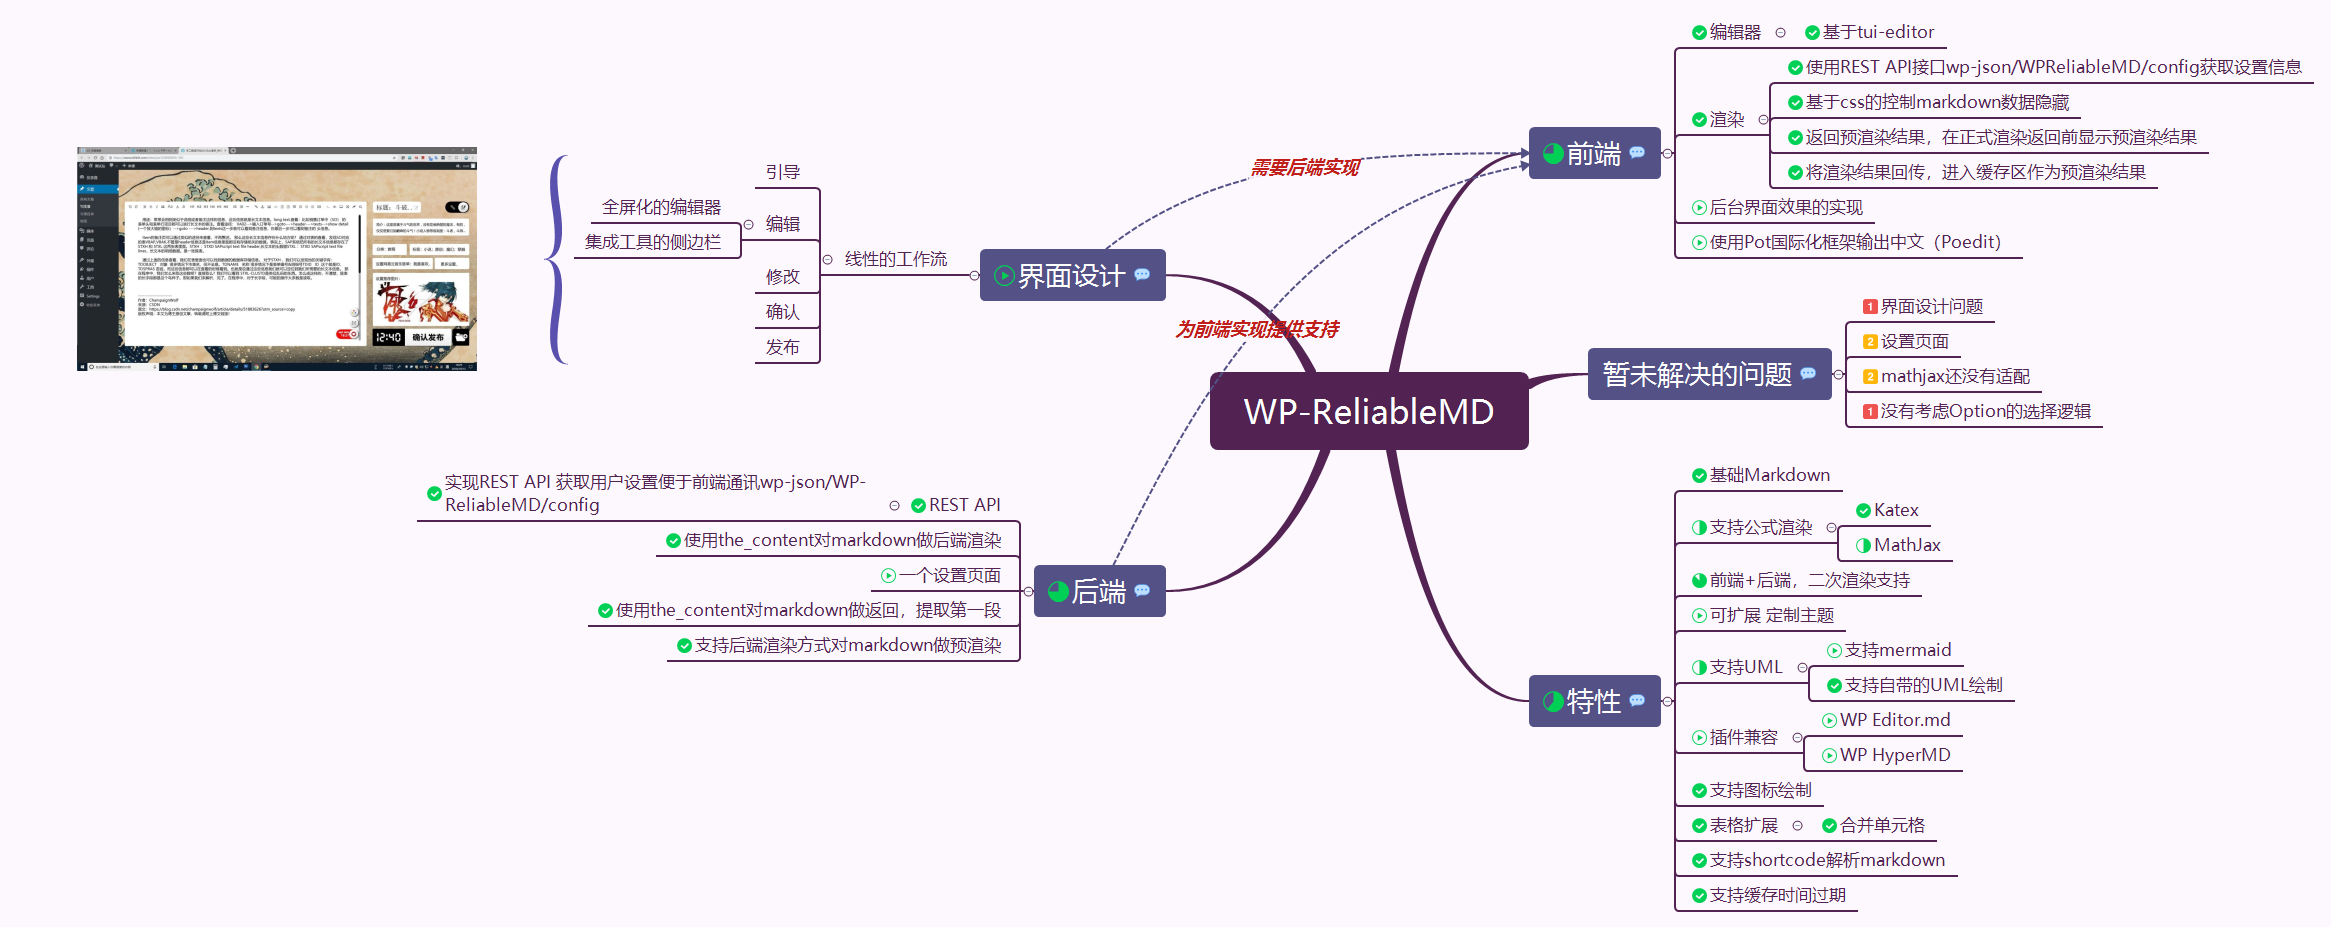 WP-ReliableMD
前端
编辑器
基于tui-editor
渲染
使用REST API接口wp-json/WPReliableMD/config获取设置信息
基于css的控制markdown数据隐藏
返回预渲染结果，在正式渲染返回前显示预渲染结果
将渲染结果回传，进入缓存区作为预渲染结果
后台界面效果的实现
使用Pot国际化框架输出中文（Poedit）
暂未解决的问题
1 界面设计问题
2 设置页面
2 mathjax还没有适配
1 没有考虑Option的选择逻辑
特性
基础Markdown
支持公式渲染
Katex
MathJax
前端+后端，二次渲染支持
可扩展 定制主题
支持UML
支持mermaid
支持自带的UML绘制
插件兼容
WP Editor.md
WP HyperMD
支持图标绘制
表格扩展
合并单元格
支持shortcode解析markdown
支持缓存时间过期
界面设计
线性的工作流
引导
编辑
全屏化的编辑器
集成工具的侧边栏
修改
确认
发布
后端
REST API
实现REST API 获取用户设置便于前端通讯wp-json/WP-
ReliableMD/config
使用the_content对markdown做后端渲染
一个设置页面
使用the_content对markdown做返回，提取第一段
支持后端渲染方式对markdown做预渲染
需要后端实现
为前端实现提供支持
12:40
确认发布